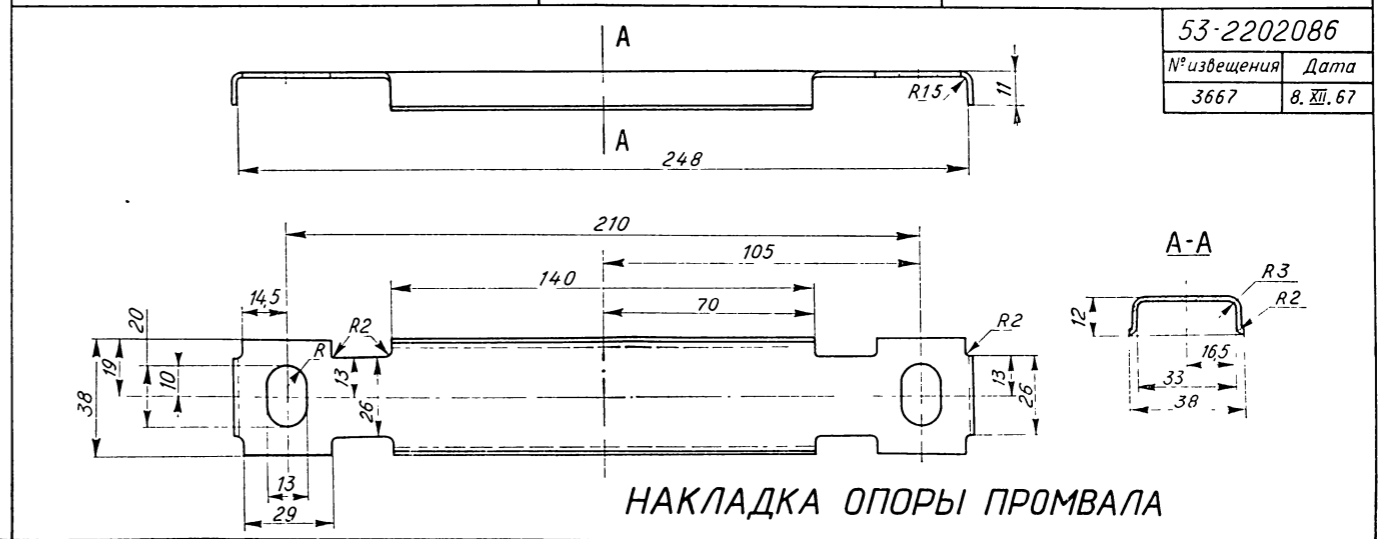 53-2202086
№ извещения Дата
3667 8.XII.67
А
R15
11
А
248
210
А-А
105
140
R3
14,5
70
12
R2
20
R2
R
R2
16,5
19
10
13
13
33
38
26
26
38
13
29
НАКЛАДКА ОПОРЫ ПРОМВАЛА